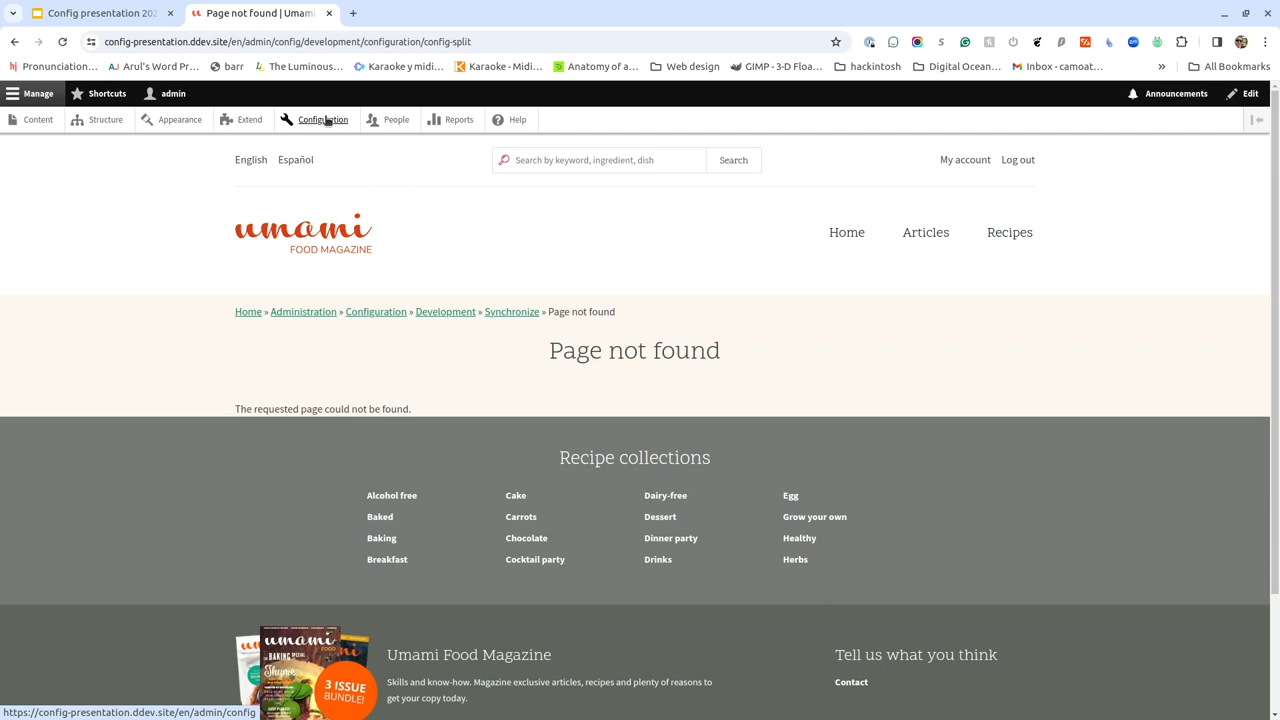 Config presentation 202
Page not found | Umami
config-presentation.ddev.site/en/admin/config/development/configuration/config-split
Pronunciation...
Arul's Word Pr...
barr
The Luminous...
Karaoke y midi...
Karaoke - Midi...
Anatomy of a...
Web design
GIMP - 3-D Floa...
hackintosh
Digital Ocean...
Inbox - camoat...
»
All Bookmarks
Manage
Shortcuts
admin
Announcements
Edit
Content
Structure
Appearance
Extend
Configuration
People
Reports
Help
English
Español
Search by keyword, ingredient, dish
Search
My account
Log out
umami
FOOD MAGAZINE
Home
Articles
Recipes
Home » Administration » Configuration » Development » Synchronize » Page not found
Page not found
The requested page could not be found.
Recipe collections
Alcohol free
Cake
Dairy-free
Egg
Baked
Carrots
Dessert
Grow your own
Baking
Chocolate
Dinner party
Healthy
Breakfast
Cocktail party
Drinks
Herbs
umami
FOOD
BAKING
SPECIAL
Thyme
3 ISSUE
BUNDLE!
Umami Food Magazine
Skills and know-how. Magazine exclusive articles, recipes and plenty of reasons to
get your copy today.
Tell us what you think
Contact
https://config-presentation.ddev.site/en/admin/config